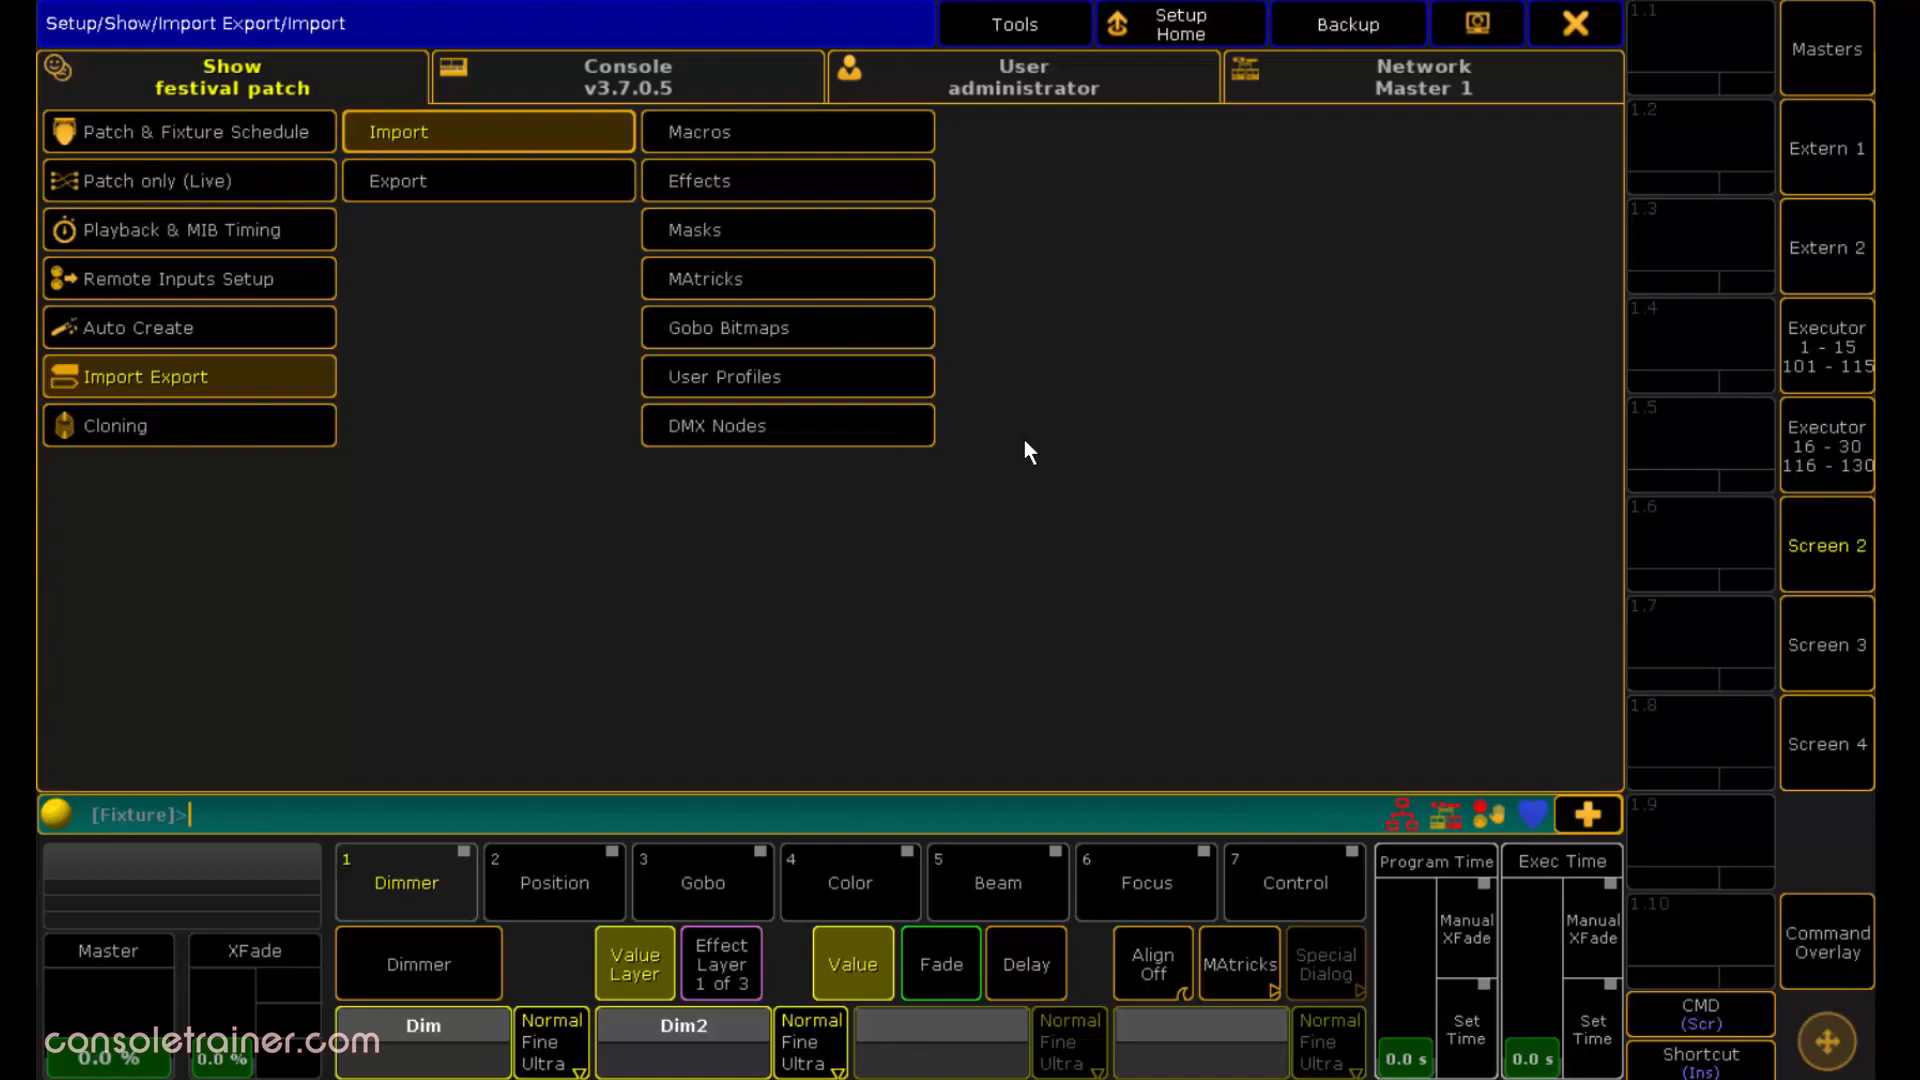 Setup/Show/Import Export/Import
Tools
Setup
Home
Backup
Show
festival patch
Console
v3.7.0.5
User
administrator
Network
Master 1
Patch & Fixture Schedule
Patch only (Live)
Playback & MIB Timing
Remote Inputs Setup
Auto Create
Import Export
Cloning
Import
Export
Macros
Effects
Masks
MAtricks
Gobo Bitmaps
User Profiles
DMX Nodes
1.1
1.2
1.3
1.4
1.5
1.6
1.7
1.8
1.9
1.10
Masters
Extern 1
Extern 2
Executor
1 - 15
101 - 115
Executor
16 - 30
116 - 130
Screen 2
Screen 3
Screen 4
Command
Overlay
CMD
(Scr)
Shortcut
(Ins)
[Fixture]>
1
Dimmer
2
Position
3
Gobo
4
Color
5
Beam
6
Focus
7
Control
Program Time
Exec Time
Manual
XFade
Manual
XFade
Set
Time
Set
Time
0.0 s
0.0 s
Master
XFade
0.0 %
0.0 %
Dimmer
Value
Layer
Effect
Layer
1 of 3
Value
Fade
Delay
Align
Off
MAtricks
Special
Dialog
Dim
Normal
Fine
Ultra
Dim2
Normal
Fine
Ultra
Normal
Fine
Ultra
Normal
Fine
Ultra
consoletrainer.com